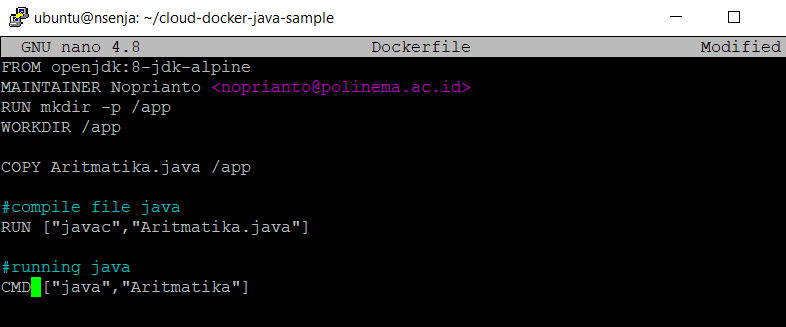 ubuntu@nsenja: ~/cloud-docker-java-sample
GNU nano 4.8 Dockerfile Modified
FROM openjdk:8-jdk-alpine
MAINTAINER Noprianto <noprianto@polinema.ac.id>
RUN mkdir -p /app
WORKDIR /app
COPY Aritmatika.java /app
#compile file java
RUN ["javac","Aritmatika.java"]
#running java
CMD ["java","Aritmatika"]